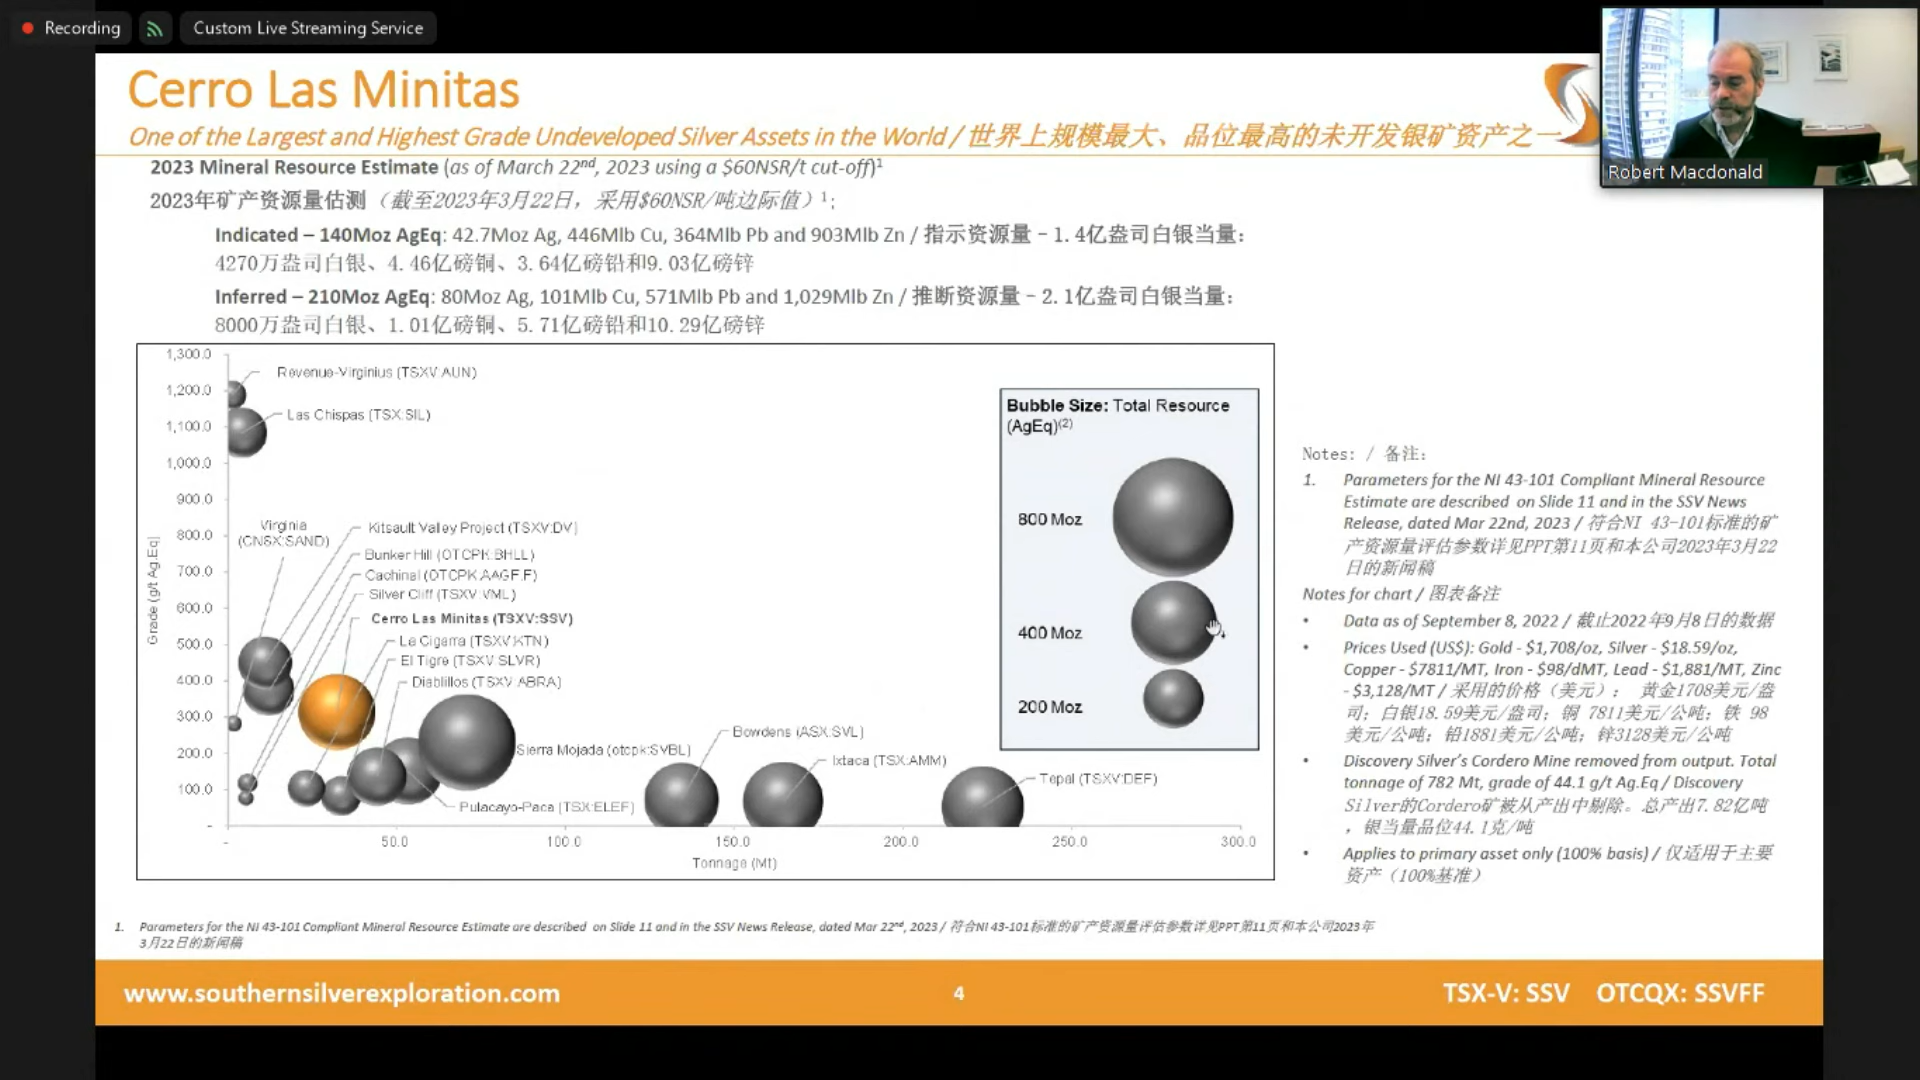 Recording
Custom Live Streaming Service
Robert Macdonald
Cerro Las Minitas
One of the Largest and Highest Grade Undeveloped Silver Assets in the World / 世界上规模最大、品位最高的未开发银矿资产之一
2023 Mineral Resource Estimate (as of March 22nd, 2023 using a $60NSR/t cut-off)1
2023年矿产资源量估测（截至2023年3月22日，采用$60NSR/吨边际值）1;
Indicated – 140Moz AgEq: 42.7Moz Ag, 446Mlb Cu, 364Mlb Pb and 903Mlb Zn / 指示资源量 – 1.4亿盎司白银当量:
4270万盎司白银、4.46亿磅铜、3.64亿磅铅和9.03亿磅锌
Inferred – 210Moz AgEq: 80Moz Ag, 101Mlb Cu, 571Mlb Pb and 1,029Mlb Zn / 推断资源量 – 2.1亿盎司白银当量:
8000万盎司白银、1.01亿磅铜、5.71亿磅铅和10.29亿磅锌
Grade (g/t Ag.Eq)
1,300.0
1,200.0
1,100.0
1,000.0
900.0
800.0
700.0
600.0
500.0
400.0
300.0
200.0
100.0
-
Revenue-Virginius (TSXV:AUN)
Las Chispas (TSX:SIL)
Virginia
(CNSX:SAND)
Kitsault Valley Project (TSXV:DV)
Bunker Hill (OTCPK:BHLL)
Cachinal (OTCPK:AAGF.F)
Silver Cliff (TSXV:VML)
Cerro Las Minitas (TSXV:SSV)
La Cigarra (TSXV:KTN)
El Tigre (TSXV:SLVR)
Diablillos (TSXV:ABRA)
Sierra Mojada (otcpk:SVBL)
Pulacayo-Paca (TSX:ELEF)
Bowdens (ASX:SVL)
Ixtaca (TSX:AMM)
Tepal (TSXV:DEF)
-
50.0
100.0
150.0
200.0
250.0
300.0
Tonnage (Mt)
Bubble Size: Total Resource
(AgEq)(2)
800 Moz
400 Moz
200 Moz
Notes: / 备注:
1. Parameters for the NI 43-101 Compliant Mineral Resource
Estimate are described on Slide 11 and in the SSV News
Release, dated Mar 22nd, 2023 / 符合NI 43-101标准的矿
产资源量评估参数详见PPT第11页和本公司2023年3月22
日的新闻稿
Notes for chart / 图表备注
• Data as of September 8, 2022 / 截止2022年9月8日的数据
• Prices Used (US$): Gold - $1,708/oz, Silver - $18.59/oz,
Copper - $7811/MT, Iron - $98/dMT, Lead - $1,881/MT, Zinc
- $3,128/MT / 采用的价格（美元）： 黄金1708美元/盎
司；白银18.59美元/盎司；铜 7811美元/公吨；铁 98
美元/公吨；铅1881美元/公吨；锌3128美元/公吨
• Discovery Silver's Cordero Mine removed from output. Total
tonnage of 782 Mt, grade of 44.1 g/t Ag.Eq / Discovery
Silver的Cordero矿被从产出中剔除。总产出7.82亿吨
，银当量品位44.1克/吨
• Applies to primary asset only (100% basis) / 仅适用于主要
资产（100%基准）
1. Parameters for the NI 43-101 Compliant Mineral Resource Estimate are described on Slide 11 and in the SSV News Release, dated Mar 22nd, 2023 / 符合NI 43-101标准的矿产资源量评估参数详见PPT第11页和本公司2023年
3月22日的新闻稿
www.southernsilverexploration.com
4
TSX-V: SSV OTCQX: SSVFF